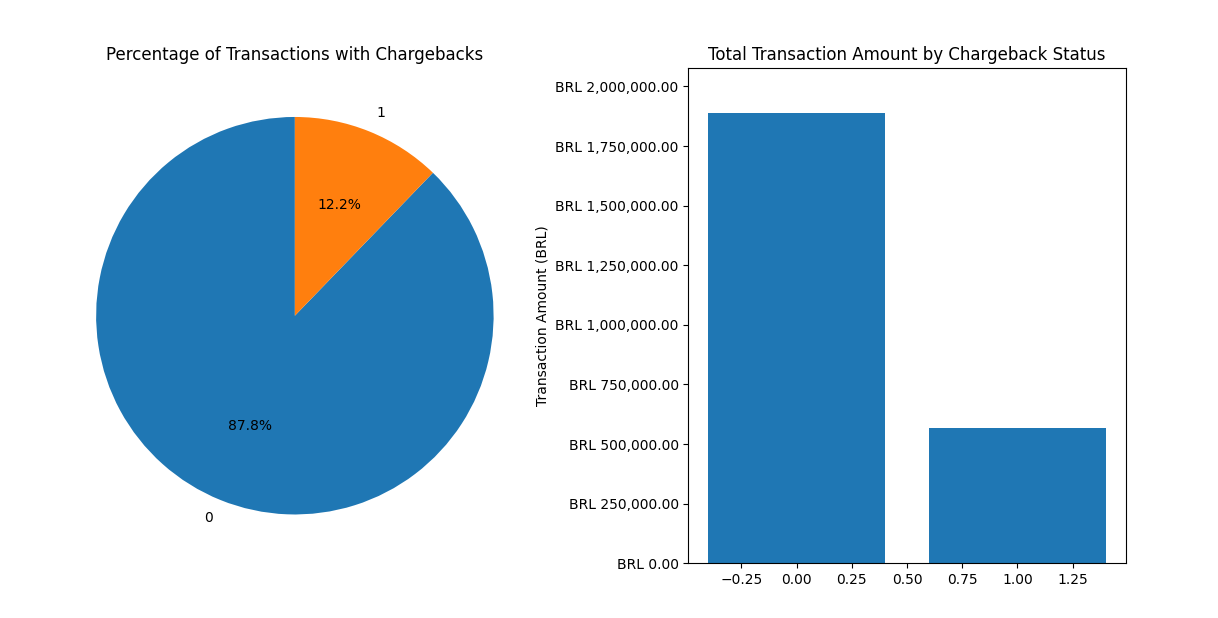 Percentage of Transactions with Chargebacks
1
12.2%
87.8%
0
Total Transaction Amount by Chargeback Status
Transaction Amount (BRL)
BRL 2,000,000.00
BRL 1,750,000.00
BRL 1,500,000.00
BRL 1,250,000.00
BRL 1,000,000.00
BRL 750,000.00
BRL 500,000.00
BRL 250,000.00
BRL 0.00
−0.25 0.00 0.25 0.50 0.75 1.00 1.25